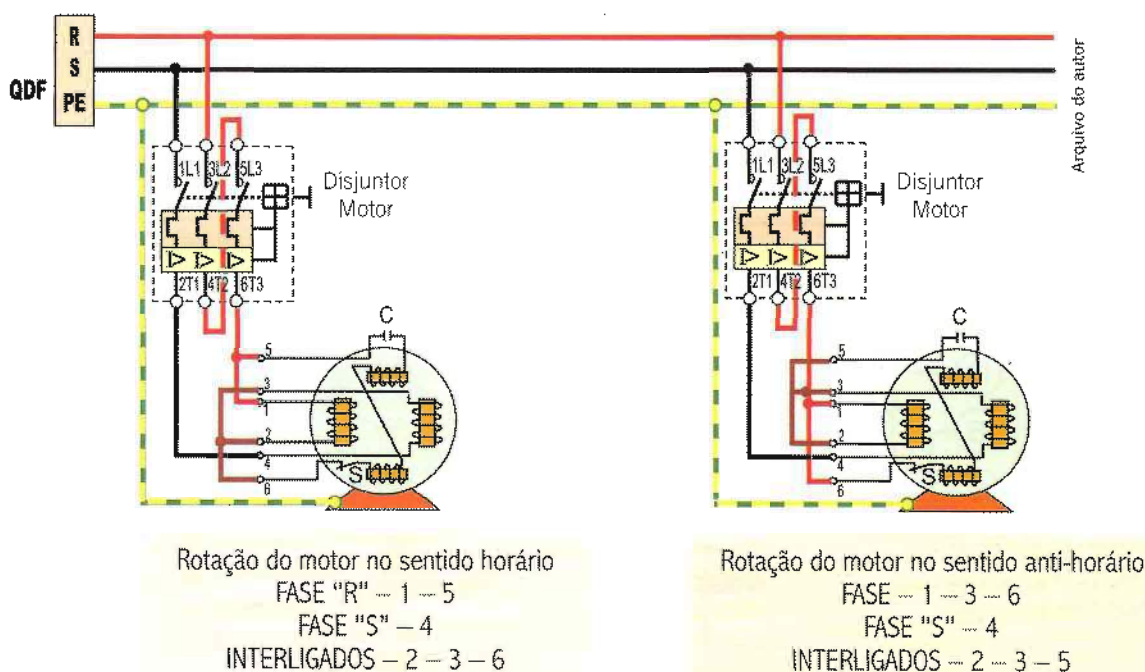 QDF
R
S
PE
Arquivo do autor
1L1 3L2 5L3
Disjuntor
Motor
2T1 4T2 6T3
C
5
3
1
2
4
6
S
Rotação do motor no sentido horário
FASE "R" – 1 – 5
FASE "S" – 4
INTERLIGADOS – 2 – 3 – 6
1L1 3L2 5L3
Disjuntor
Motor
2T1 4T2 6T3
C
5
3
1
2
4
6
S
Rotação do motor no sentido anti-horário
FASE – 1 – 3 – 6
FASE "S" – 4
INTERLIGADOS – 2 – 3 – 5